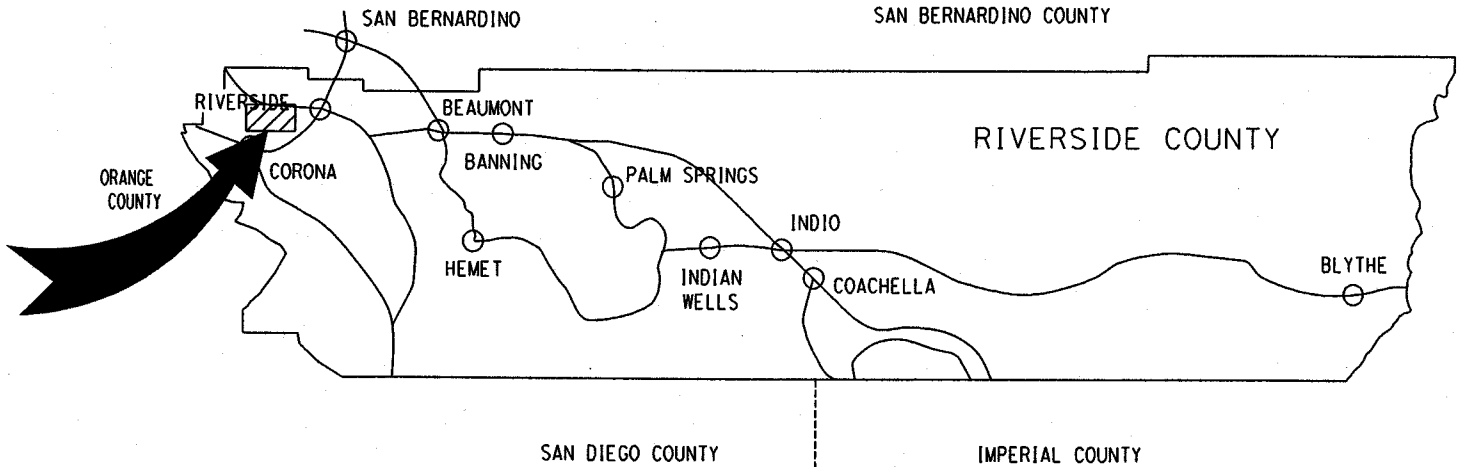 SAN BERNARDINO
SAN BERNARDINO COUNTY
RIVERSIDE
BEAUMONT
RIVERSIDE COUNTY
BANNING
ORANGE
COUNTY
CORONA
PALM SPRINGS
INDIO
HEMET
INDIAN
WELLS
COACHELLA
BLYTHE
SAN DIEGO COUNTY
IMPERIAL COUNTY